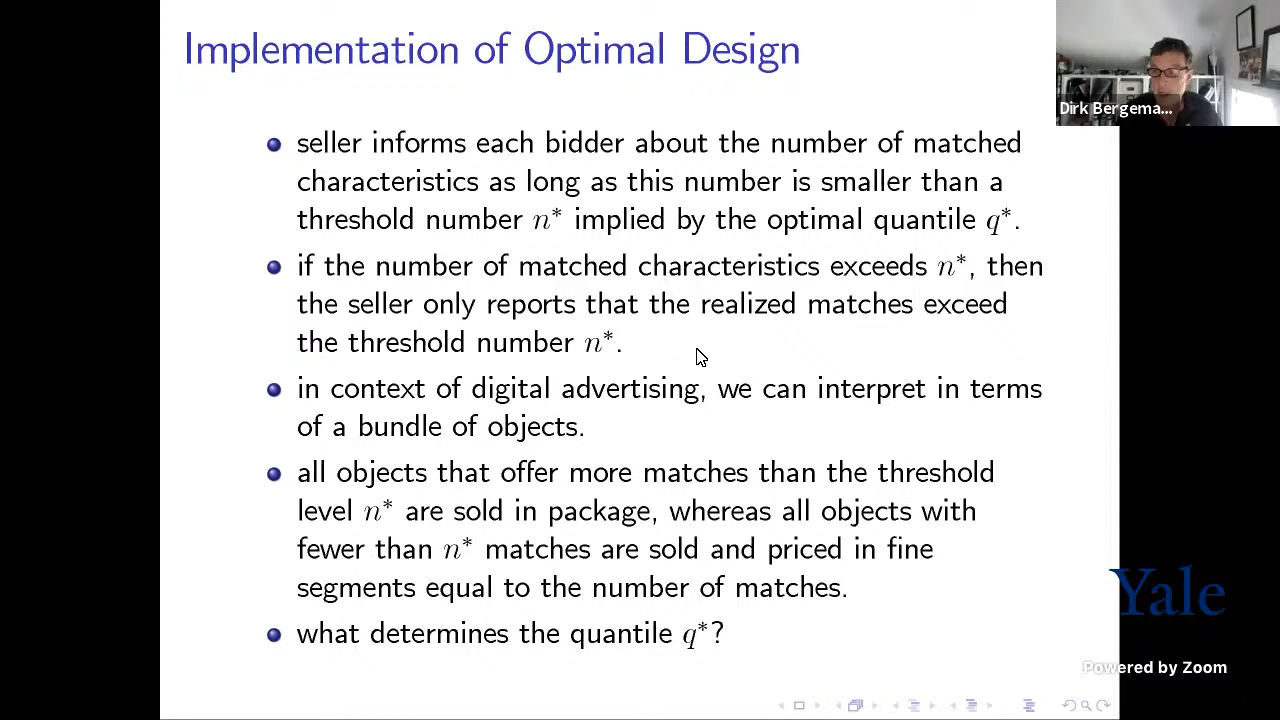 Implementation of Optimal Design
Dirk Bergema...
seller informs each bidder about the number of matched
characteristics as long as this number is smaller than a
threshold number n* implied by the optimal quantile q*.
if the number of matched characteristics exceeds n*, then
the seller only reports that the realized matches exceed
the threshold number n*.
in context of digital advertising, we can interpret in terms
of a bundle of objects.
all objects that offer more matches than the threshold
level n* are sold in package, whereas all objects with
fewer than n* matches are sold and priced in fine
segments equal to the number of matches.
what determines the quantile q*?
Yale
Powered by Zoom